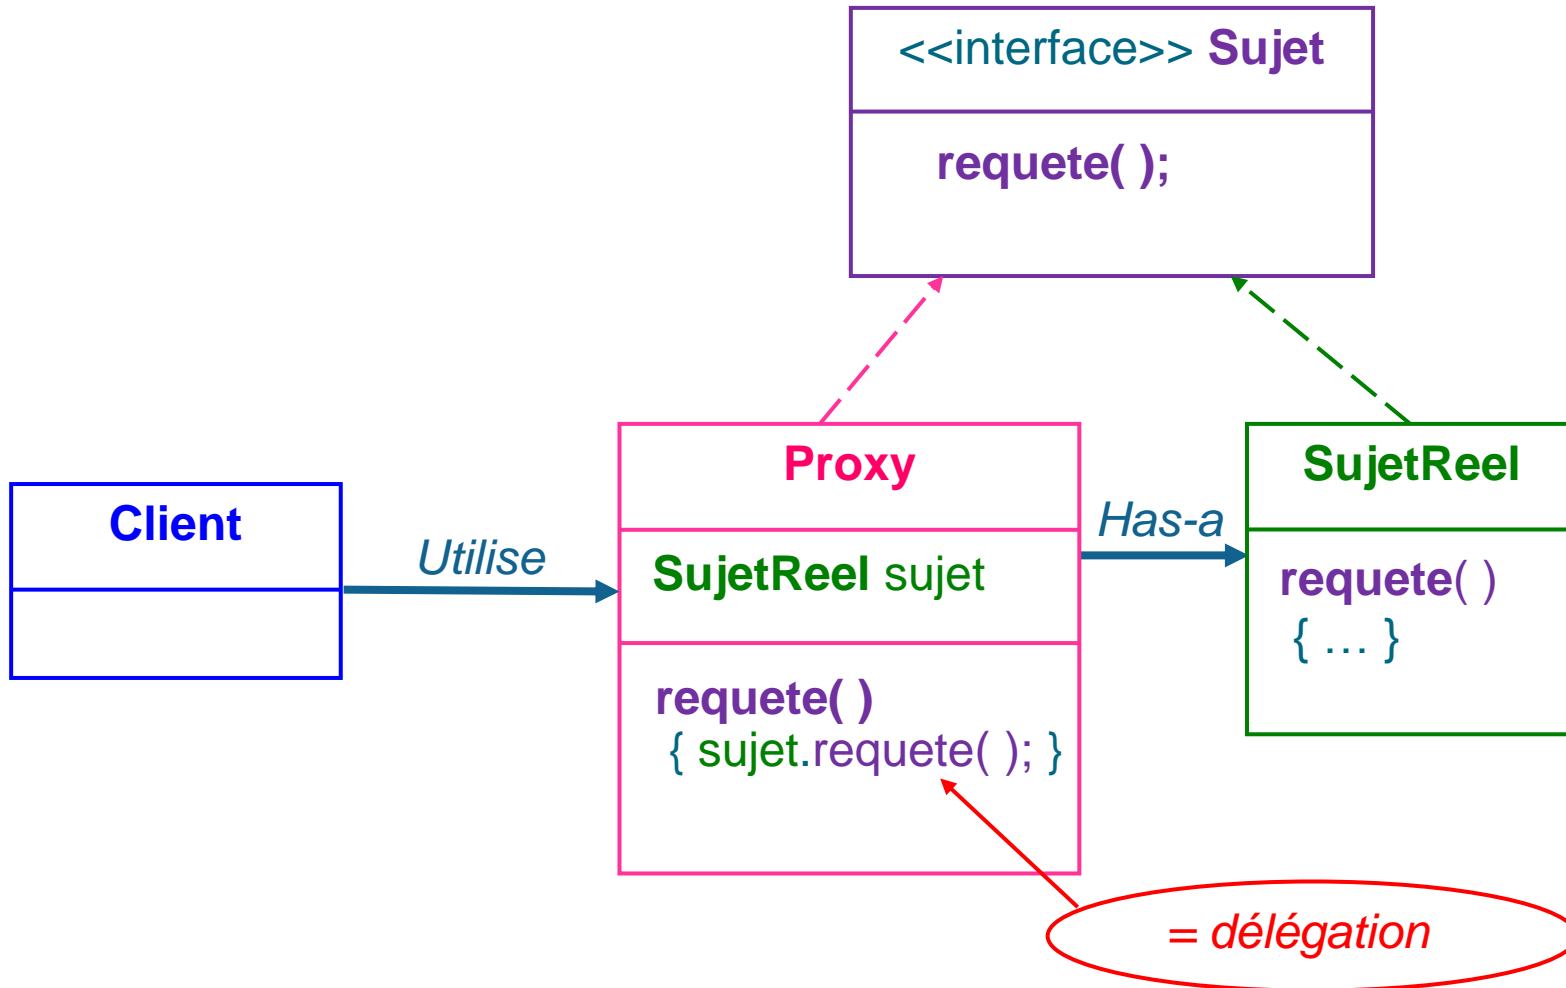 <<interface>> Sujet
requete( );
Client
Utilise
Proxy
SujetReel sujet
requete( )
{ sujet.requete( ); }
Has-a
SujetReel
requete( )
{ ... }
= délégation